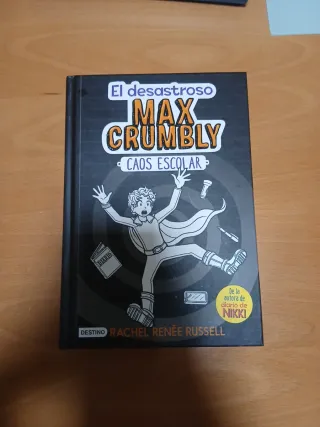 El desastroso
MAX
CRUMBLY
CAOS ESCOLAR
De la
autora de
diario de
NIKKI
DESTINO
RACHEL RENÉE RUSSELL